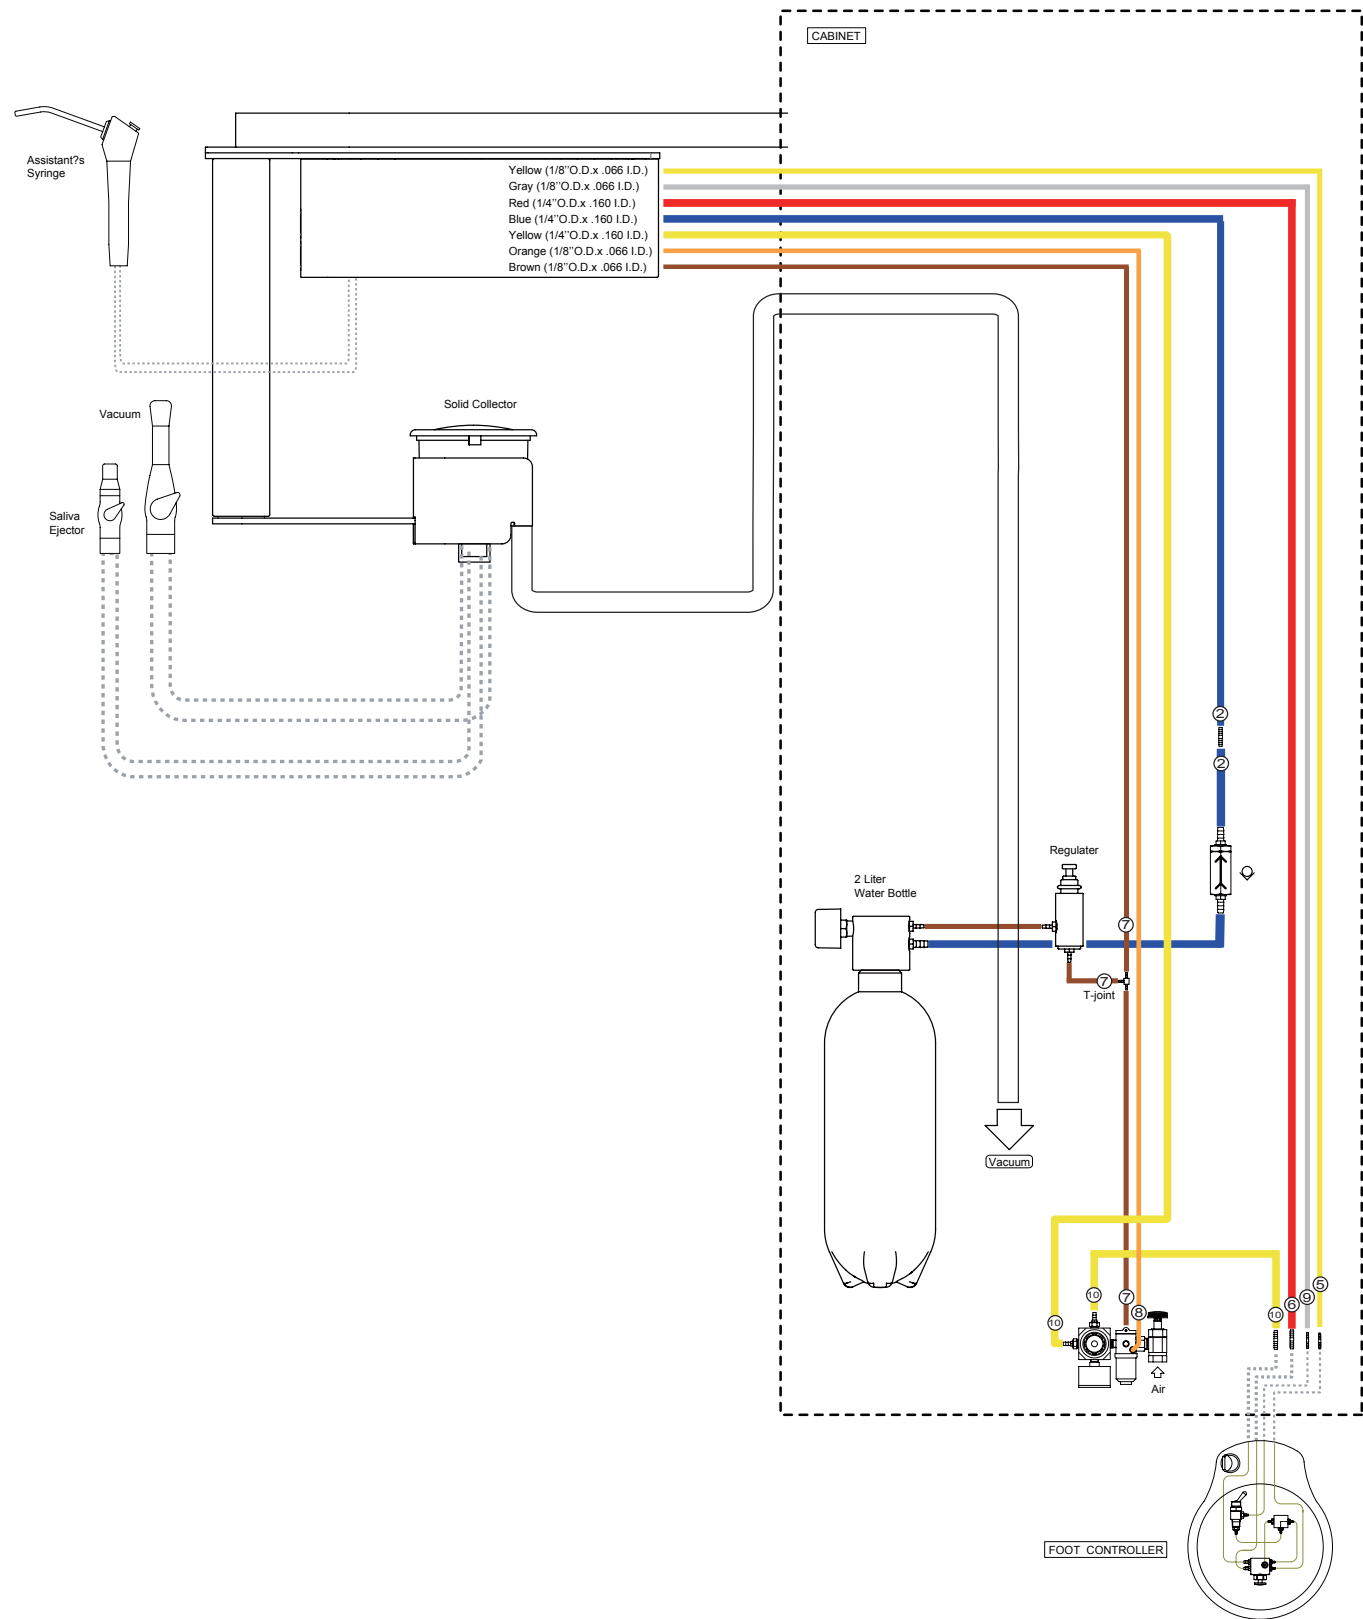 CABINET
Assistant?s
Syringe
Yellow (1/8’’O.D.x .066 I.D.)
Gray (1/8’’O.D.x .066 I.D.)
Red (1/4’’O.D.x .160 I.D.)
Blue (1/4’’O.D.x .160 I.D.)
Yellow (1/4’’O.D.x .160 I.D.)
Orange (1/8’’O.D.x .066 I.D.)
Brown (1/8’’O.D.x .066 I.D.)
Solid Collector
Vacuum
Saliva
Ejector
2
2
Regulater
2 Liter
Water Bottle
7
7
T-joint
Vacuum
5
10
7
9
6
8
10
10
Air
FOOT CONTROLLER